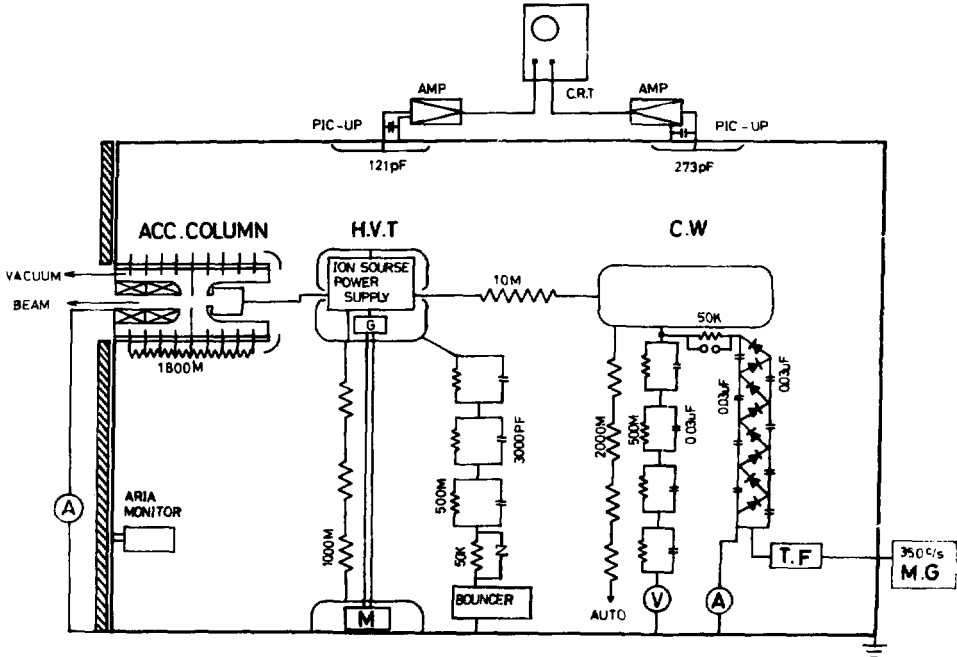 C.R.T
AMP
AMP
PIC-UP
PIC-UP
121pF
273pF
ACC.COLUMN
H.V.T
C.W
VACUUM
BEAM
ION SOURSE
POWER
SUPPLY
10M
G
50K
1800M
0.03uF
0.03uF
3000PF
2000M
500M
0.03uF
500M
A
ARIA
MONITOR
1000M
50K
T.F
350c/s
M.G
BOUNCER
M
AUTO
V
A